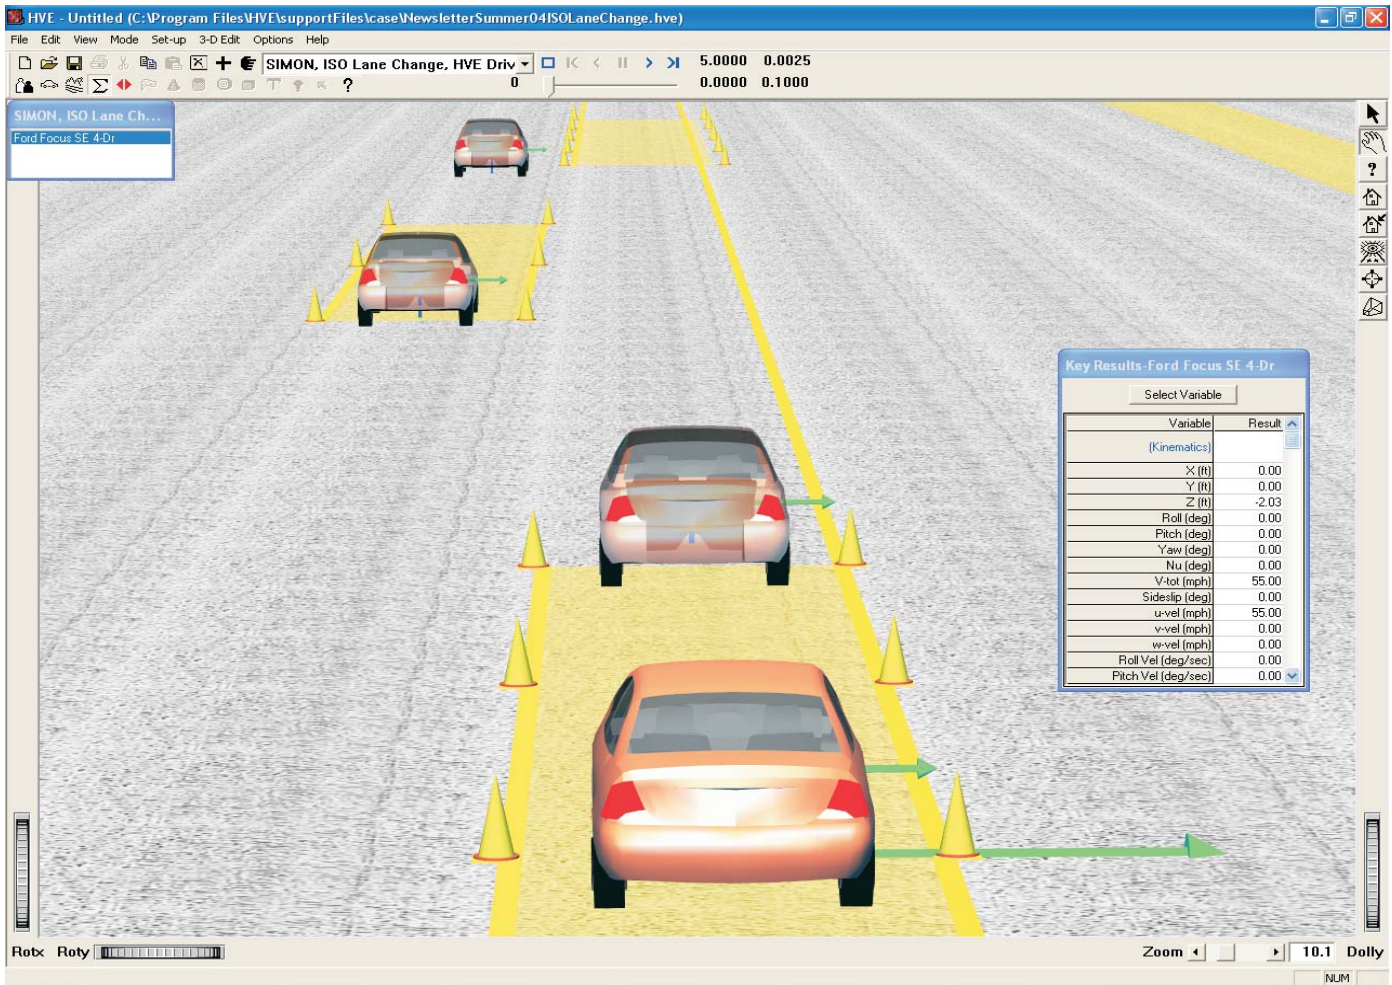 HVE - Untitled (C:\Program Files\HVE\supportFiles\case\NewsletterSummer04ISOLaneChange.hve)
File Edit View Mode Set-up 3-D Edit Options Help
SIMON, ISO Lane Change, HVE Driv 5.0000 0.0025
? 0 0.0000 0.1000
SIMON, ISO Lane Ch...
Ford Focus SE 4-Dr
?
Key Results-Ford Focus SE 4-Dr
Select Variable
Variable Result
(Kinematics)
X (ft) 0.00
Y (ft) 0.00
Z (ft) -2.03
Roll (deg) 0.00
Pitch (deg) 0.00
Yaw (deg) 0.00
Nu (deg) 0.00
V-tot (mph) 55.00
Sideslip (deg) 0.00
u-vel (mph) 55.00
v-vel (mph) 0.00
w-vel (mph) 0.00
Roll Vel (deg/sec) 0.00
Pitch Vel (deg/sec) 0.00
Rotx Roty Zoom 10.1 Dolly
NUM